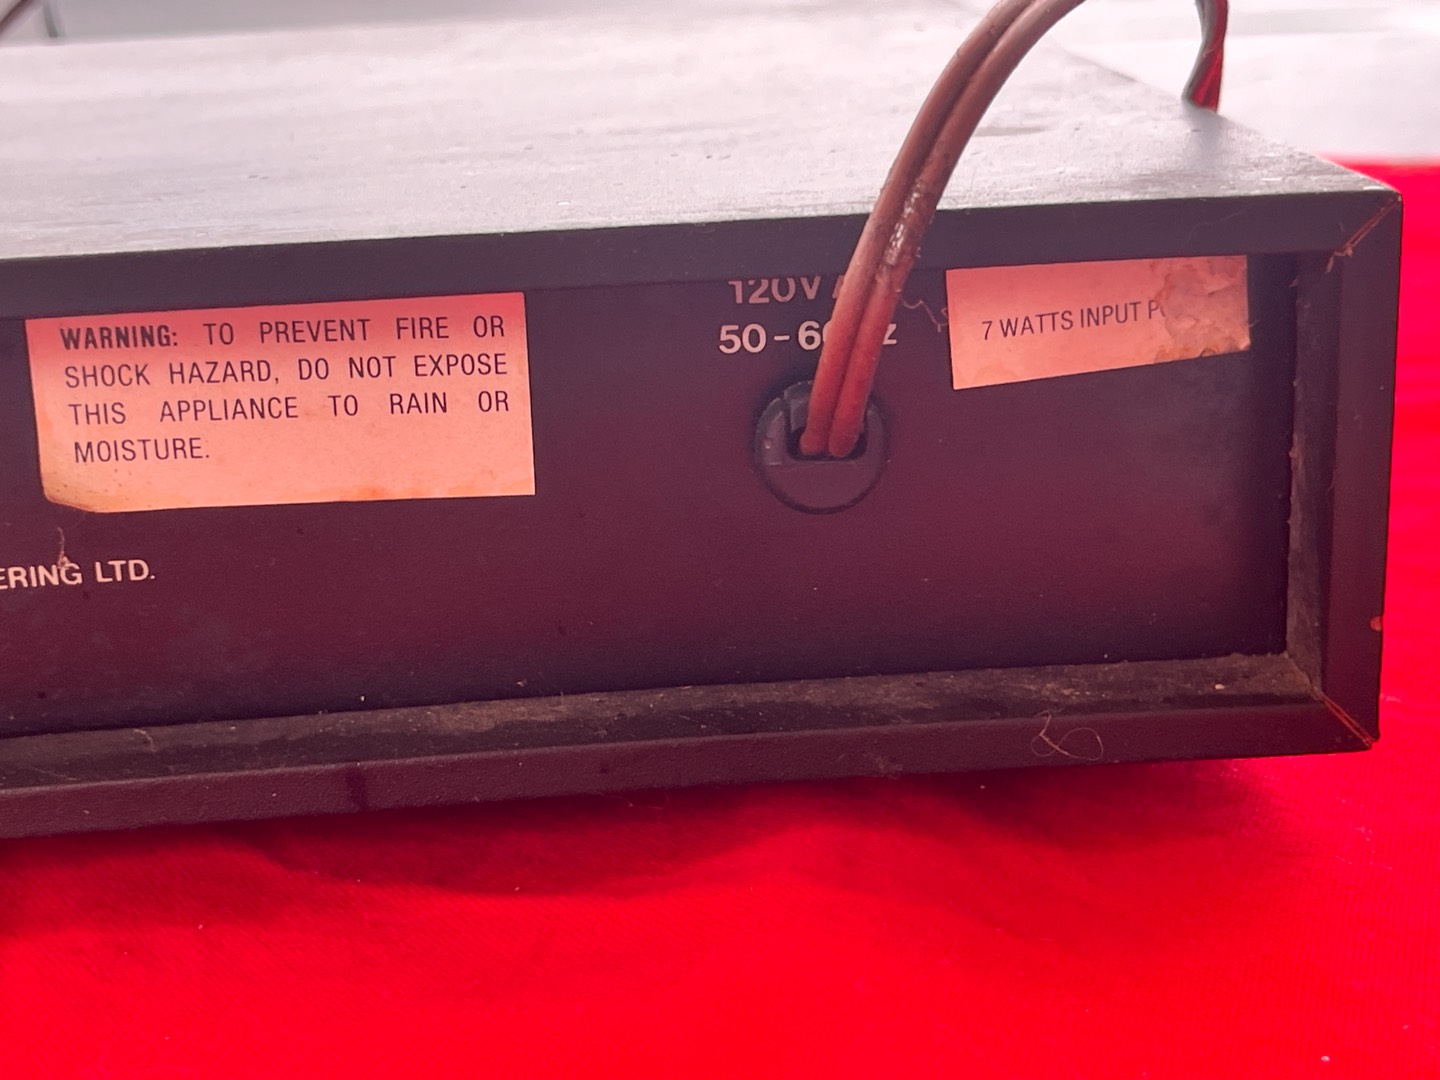 WARNING: TO PREVENT FIRE OR
SHOCK HAZARD, DO NOT EXPOSE
THIS APPLIANCE TO RAIN OR
MOISTURE.
ERING LTD.
120V
50-6 z
7 WATTS INPUT P